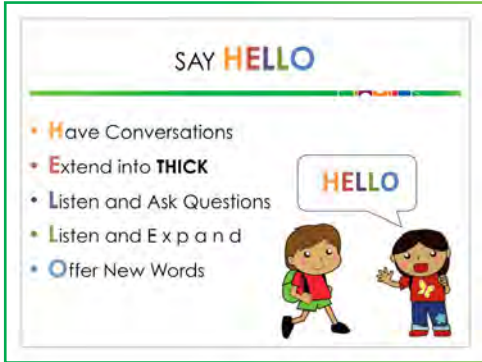 SAY HELLO
• Have Conversations
• Extend into THICK
• Listen and Ask Questions
• Listen and E x p a n d
• Offer New Words
HELLO